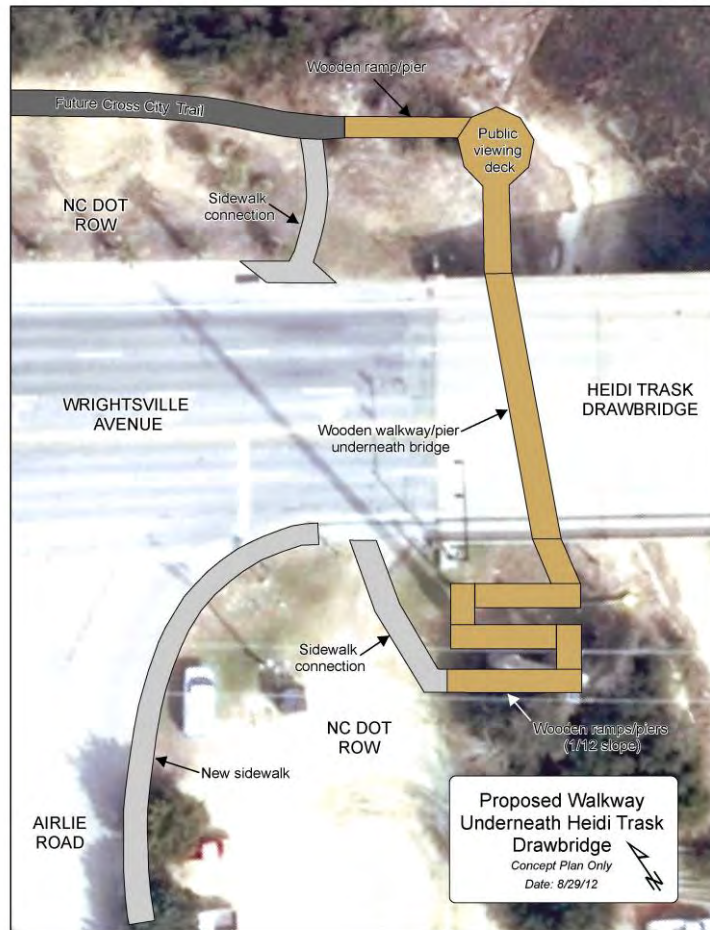 Wooden ramp/pier
Future Cross City Trail
Public
viewing
deck
Sidewalk
connection
NC DOT
ROW
WRIGHTSVILLE
AVENUE
HEIDI TRASK
DRAWBRIDGE
Wooden walkway/pier
underneath bridge
Sidewalk
connection
NC DOT
ROW
Wooden ramps/piers
(1/12 slope)
New sidewalk
AIRLIE
ROAD
Proposed Walkway
Underneath Heidi Trask
Drawbridge
Concept Plan Only
Date: 8/29/12
N